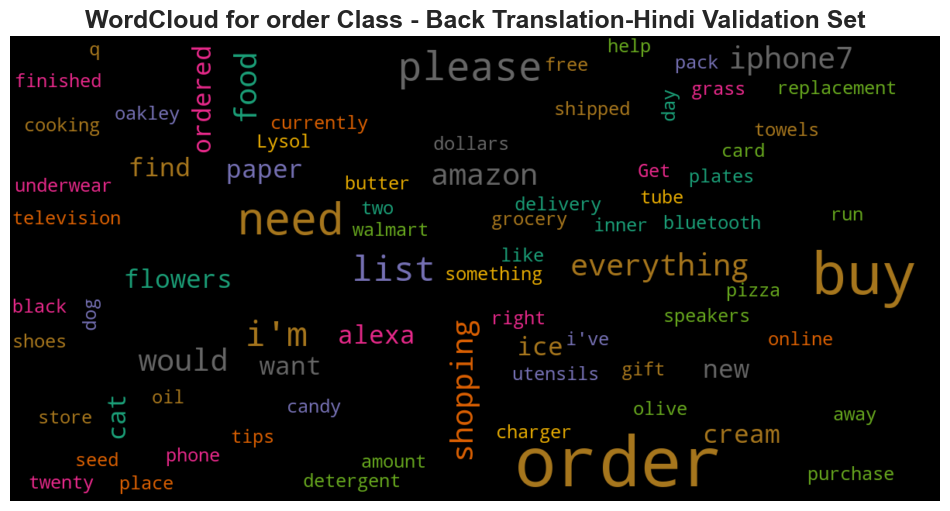 WordCloud for order Class - Back Translation-Hindi Validation Set
q
help
finished
ordered
food
please
free
pack
iphone7
cooking
oakley
currently
shipped
day
grass
replacement
Lysol
dollars
towels
find
paper
amazon
card
underwear
butter
Get
plates
television
need
two
walmart
delivery
grocery
tube
inner
bluetooth
run
flowers
list
like
something
everything
pizza
buy
black
dog
right
speakers
shoes
i'm
alexa
shopping
ice
i've
online
would
want
utensils
gift
new
cat
oil
candy
olive
store
tips
charger
cream
away
seed
phone
amount
order
purchase
twenty
place
detergent